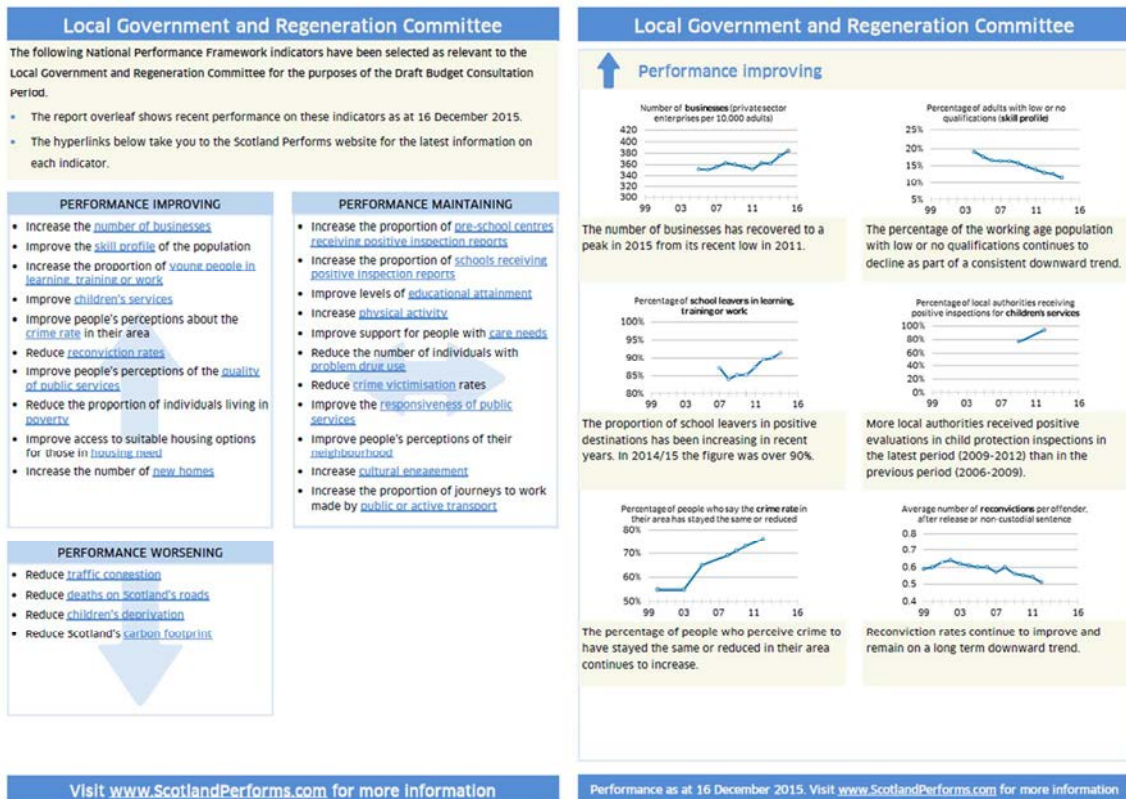 Local Government and Regeneration Committee
The following National Performance Framework indicators have been selected as relevant to the
Local Government and Regeneration Committee for the purposes of the Draft Budget Consultation
Period.
• The report overleaf shows recent performance on these indicators as at 16 December 2015.
• The hyperlinks below take you to the Scotland Performs website for the latest information on
each indicator.
PERFORMANCE IMPROVING
• Increase the number of businesses
• Improve the skill profile of the population
• Increase the proportion of young people in
learning, training or work
• Improve children's services
• Improve people's perceptions about the
crime rate in their area
• Reduce reconviction rates
• Improve people's perceptions of the quality
of public services
• Reduce the proportion of individuals living in
poverty
• Improve access to suitable housing options
for those in housing need
• Increase the number of new homes
PERFORMANCE MAINTAINING
• Increase the proportion of pre-school centres
receiving positive inspection reports
• Increase the proportion of schools receiving
positive inspection reports
• Improve levels of educational attainment
• Increase physical activity
• Improve support for people with care needs
• Reduce the number of individuals with
problem drug use
• Reduce crime victimisation rates
• Improve the responsiveness of public
services
• Improve people's perceptions of their
neighbourhood
• Increase cultural engagement
• Increase the proportion of journeys to work
made by public or active transport
PERFORMANCE WORSENING
• Reduce traffic congestion
• Reduce deaths on Scotland's roads
• Reduce children's deprivation
• Reduce Scotland's carbon footprint
Visit www.ScotlandPerforms.com for more information
Local Government and Regeneration Committee
Performance improving
Number of businesses (private sector
enterprises per 10,000 adults)
420
400
380
360
340
320
300
99 03 07 11 16
The number of businesses has recovered to a
peak in 2015 from its recent low in 2011.
Percentage of adults with low or no
qualifications (skill profile)
25%
20%
15%
10%
5%
99 03 07 11 16
The percentage of the working age population
with low or no qualifications continues to
decline as part of a consistent downward trend.
Percentage of school leavers in learning,
training or work
100%
95%
90%
85%
80%
99 03 07 11 16
The proportion of school leavers in positive
destinations has been increasing in recent
years. In 2014/15 the figure was over 90%.
Percentage of local authorities receiving
positive inspections for children's services
100%
80%
60%
40%
20%
0%
99 03 07 11 16
More local authorities received positive
evaluations in child protection inspections in
the latest period (2009-2012) than in the
previous period (2006-2009).
Percentage of people who say the crime rate in
their area has stayed the same or reduced
80%
70%
60%
50%
99 03 07 11 16
The percentage of people who perceive crime to
have stayed the same or reduced in their area
continues to increase.
Average number of reconvictions per offender,
after release or non-custodial sentence
0.8
0.7
0.6
0.5
0.4
99 03 07 11 16
Reconviction rates continue to improve and
remain on a long term downward trend.
Performance as at 16 December 2015. Visit www.ScotlandPerforms.com for more information